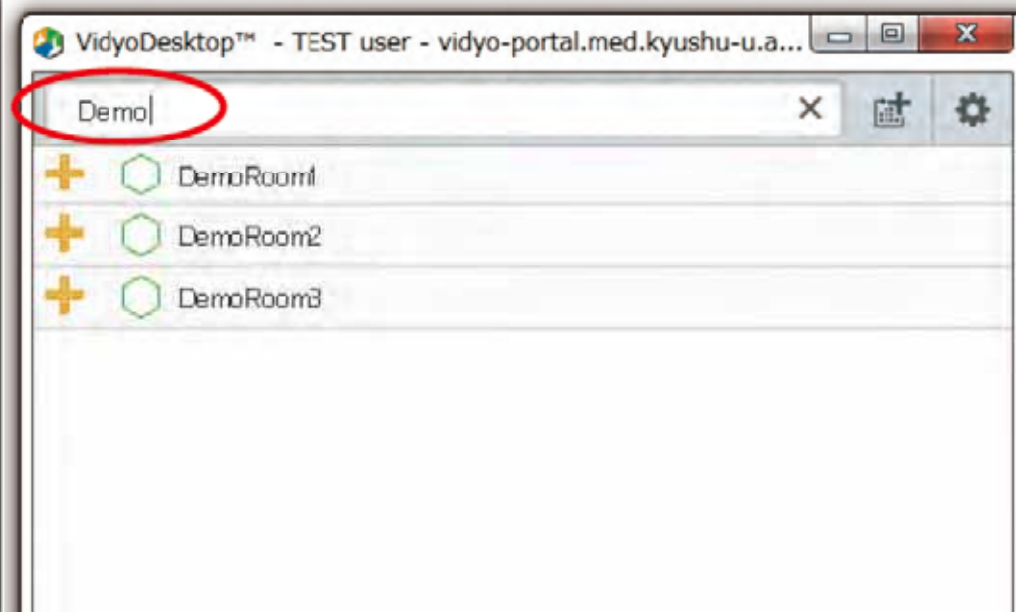 VidyoDesktop™ - TEST user - vidyo-portal.med.kyushu-u.a...
Demo
DemoRoom1
DemoRoom2
DemoRoom3